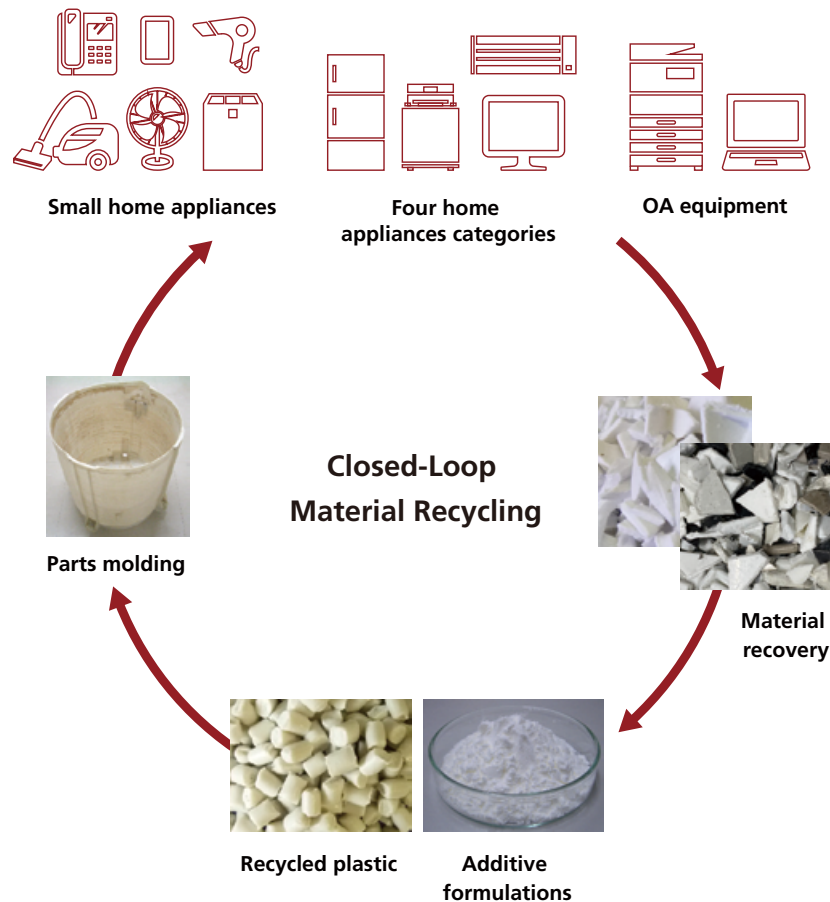 Small home appliances
Four home
appliances categories
OA equipment
Closed-Loop
Material Recycling
Parts molding
Material
recovery
Recycled plastic
Additive
formulations